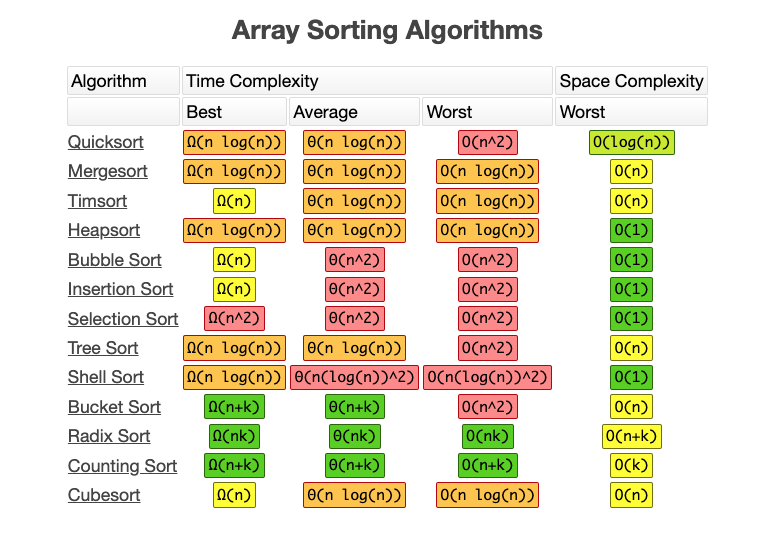 Array Sorting Algorithms
Algorithm Time Complexity Space Complexity
Best Average Worst Worst
Quicksort Ω(n log(n)) θ(n log(n)) O(n^2) O(log(n))
Mergesort Ω(n log(n)) θ(n log(n)) O(n log(n)) O(n)
Timsort Ω(n) θ(n log(n)) O(n log(n)) O(n)
Heapsort Ω(n log(n)) θ(n log(n)) O(n log(n)) O(1)
Bubble Sort Ω(n) θ(n^2) O(n^2) O(1)
Insertion Sort Ω(n) θ(n^2) O(n^2) O(1)
Selection Sort Ω(n^2) θ(n^2) O(n^2) O(1)
Tree Sort Ω(n log(n)) θ(n log(n)) O(n^2) O(n)
Shell Sort Ω(n log(n)) θ(n(log(n))^2) O(n(log(n))^2) O(1)
Bucket Sort Ω(n+k) θ(n+k) O(n^2) O(n)
Radix Sort Ω(nk) θ(nk) O(nk) O(n+k)
Counting Sort Ω(n+k) θ(n+k) O(n+k) O(k)
Cubesort Ω(n) θ(n log(n)) O(n log(n)) O(n)